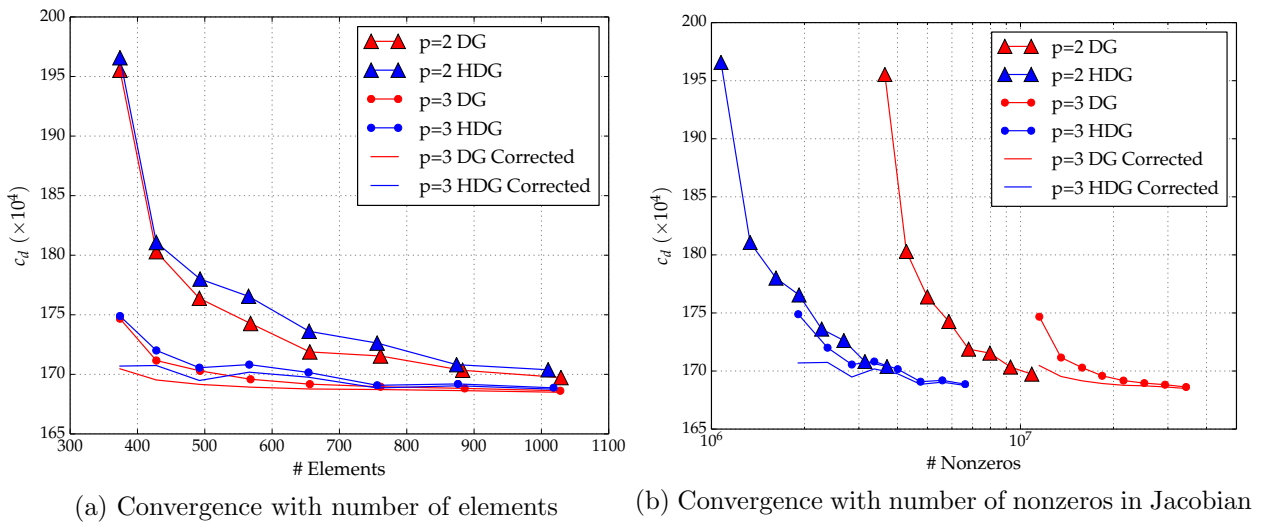 200
195
190
185
180
175
170
165
300 400 500 600 700 800 900 1000 1100
c_d (×10^4)
# Elements
p=2 DG
p=2 HDG
p=3 DG
p=3 HDG
p=3 DG Corrected
p=3 HDG Corrected
(a) Convergence with number of elements
200
195
190
185
180
175
170
165
10^6 10^7
c_d (×10^4)
# Nonzeros
p=2 DG
p=2 HDG
p=3 DG
p=3 HDG
p=3 DG Corrected
p=3 HDG Corrected
(b) Convergence with number of nonzeros in Jacobian